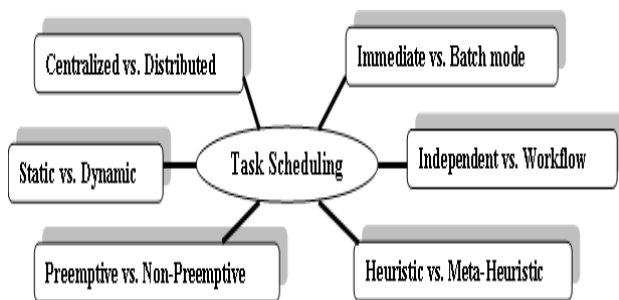 Centralized vs. Distributed
Immediate vs. Batch mode
Static vs. Dynamic
Task Scheduling
Independent vs. Workflow
Preemptive vs. Non-Preemptive
Heuristic vs. Meta-Heuristic